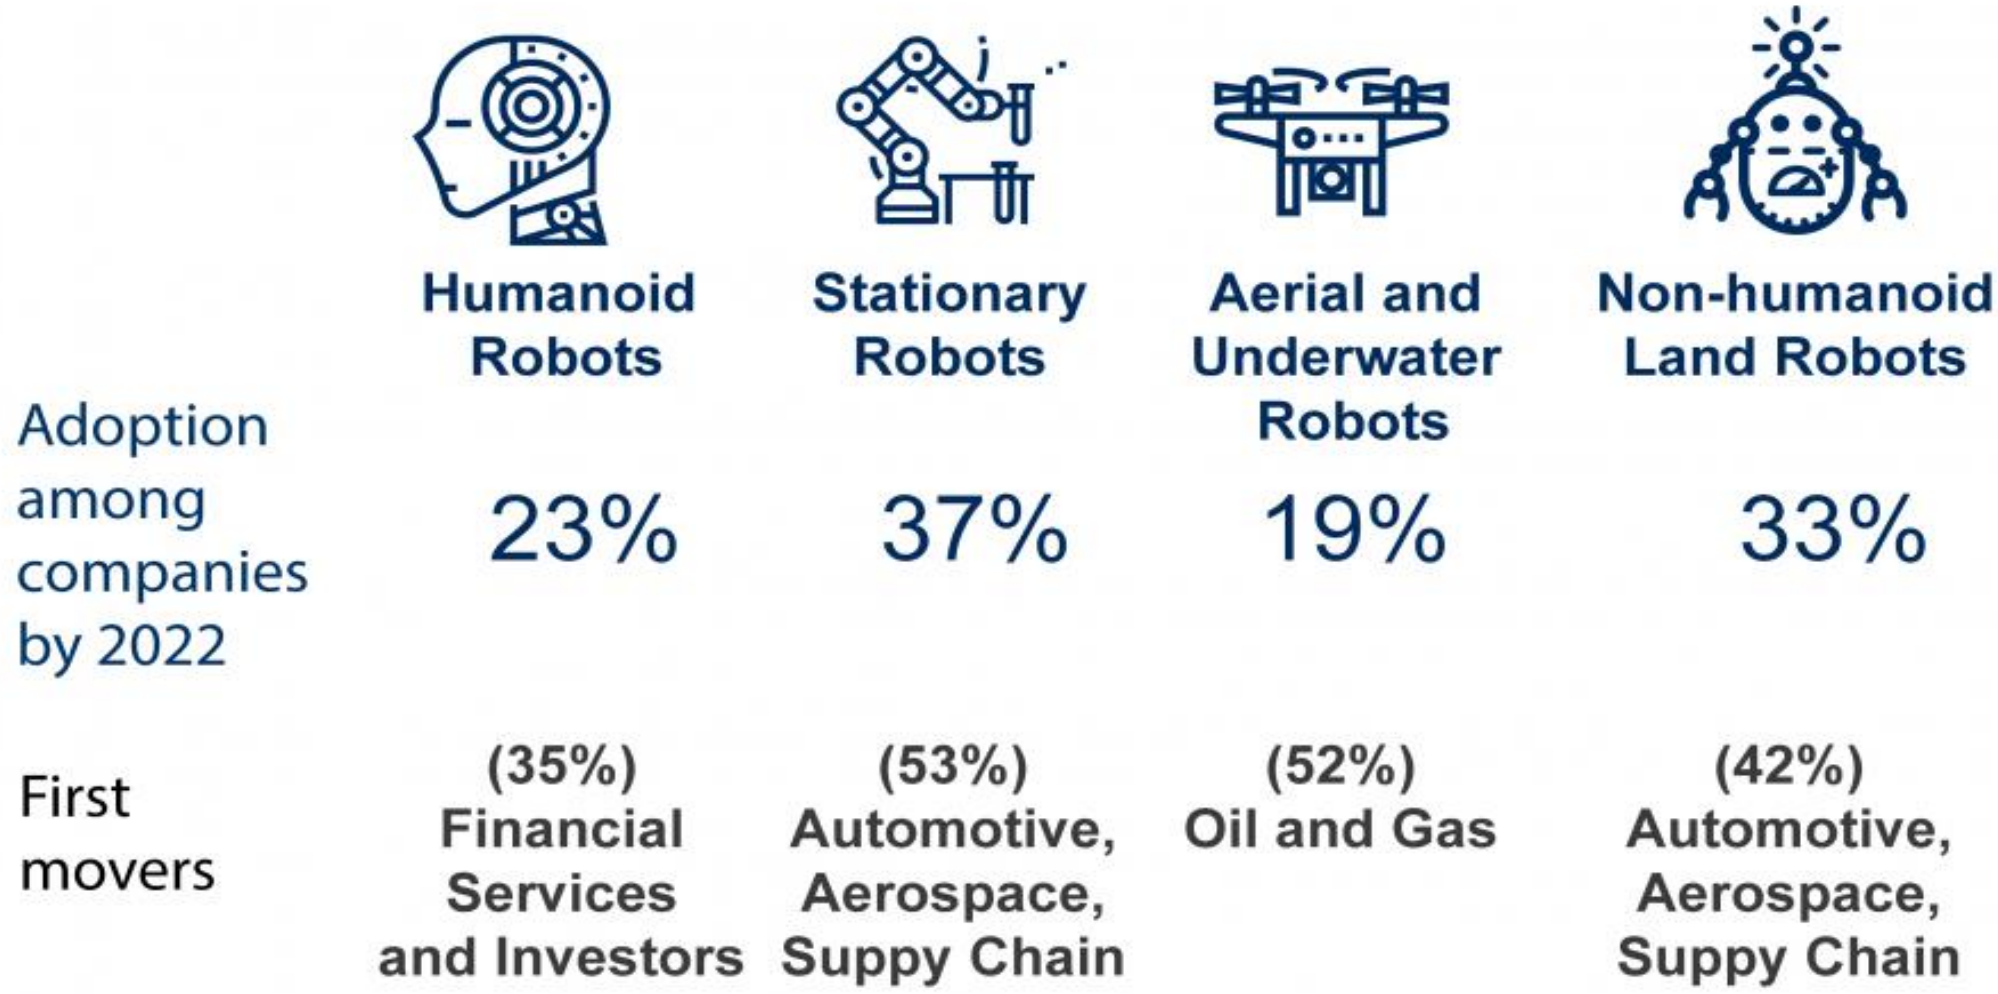 Humanoid
Robots
Stationary
Robots
Aerial and
Underwater
Robots
Non-humanoid
Land Robots
Adoption
among
companies
by 2022
23%
37%
19%
33%
First
movers
(35%)
Financial
Services
and Investors
(53%)
Automotive,
Aerospace,
Suppy Chain
(52%)
Oil and Gas
(42%)
Automotive,
Aerospace,
Suppy Chain